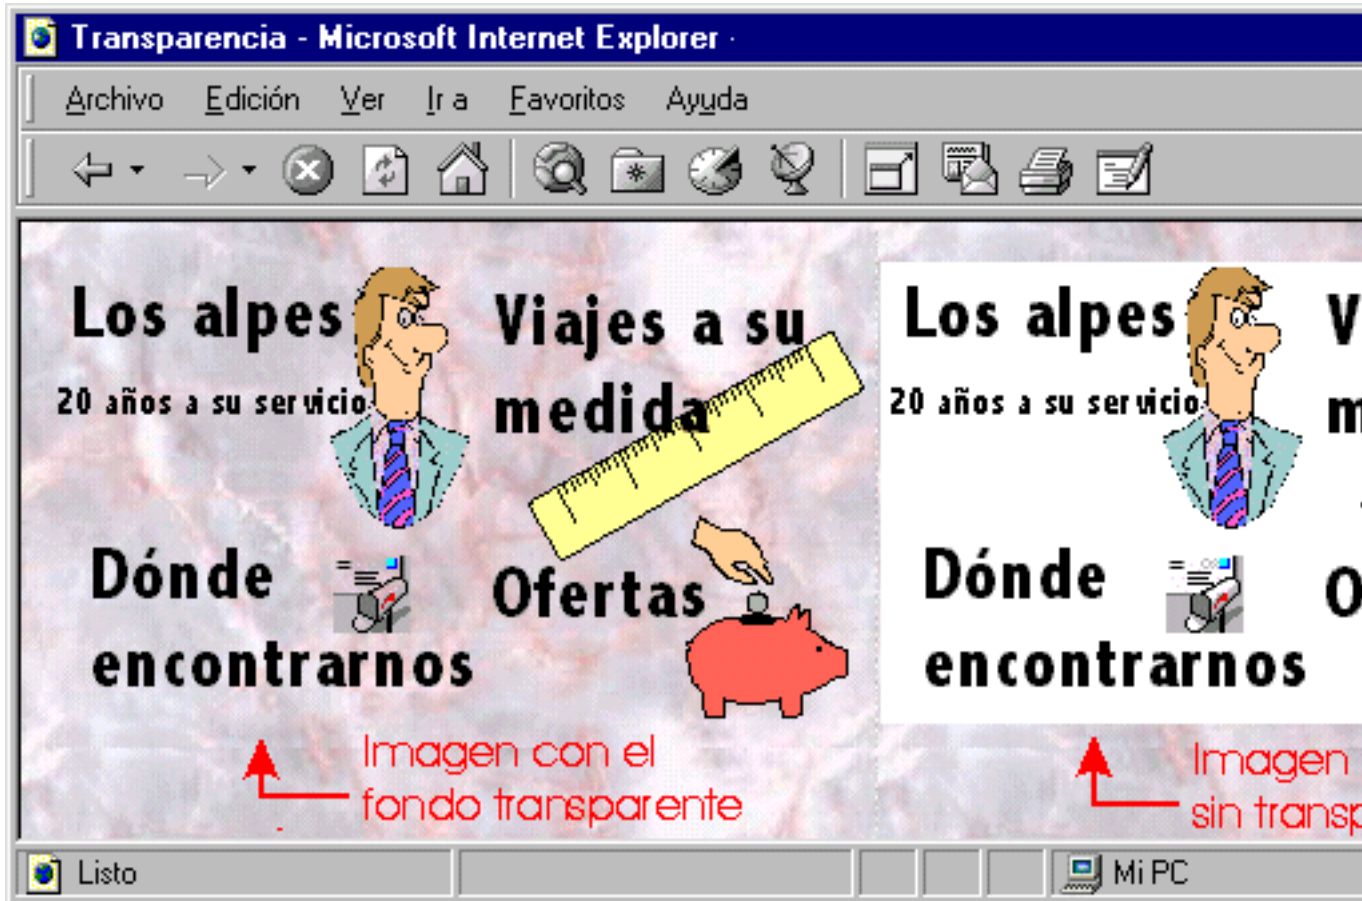 Transparencia - Microsoft Internet Explorer
Archivo Edición Ver Ir a Favoritos Ayuda
Los alpes
20 años a su servicio
Viajes a su
medida
Dónde
encontrarnos
Ofertas
Imagen con el
fondo transparente
Los alpes
20 años a su servicio
V
m
Dónde
encontrarnos
O
Imagen
sin transp
Listo
Mi PC